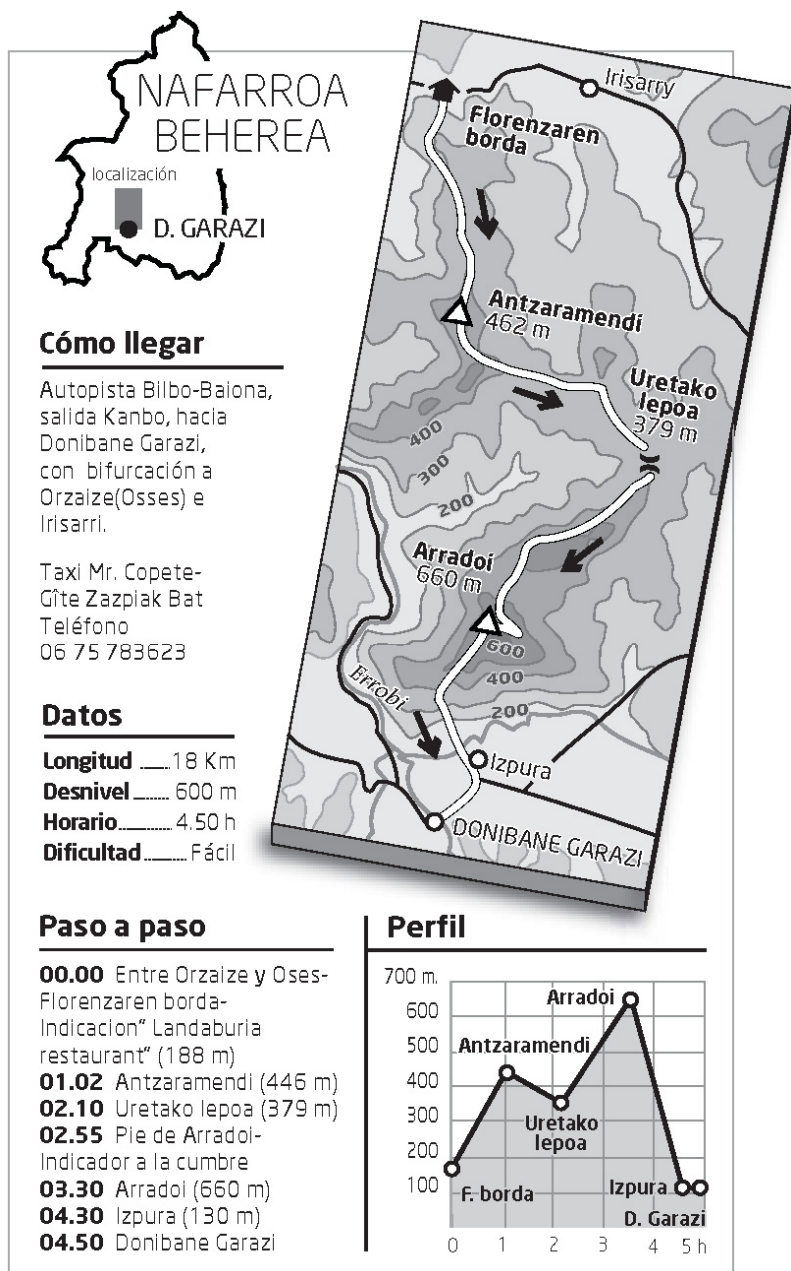 NAFARROA
BEHEREA
localización
D. GARAZI
Irisarry
Florenzaren
borda
Antzaramendi
462 m
Uretako
lepoa
379 m
400
300
200
Arradoi
660 m
600
400
200
Errobi
Izpura
DONIBANE GARAZI
Cómo llegar
Autopista Bilbo-Baiona,
salida Kanbo, hacia
Donibane Garazi,
con bifurcación a
Orzaize(Osses) e
Irisarri.
Taxi Mr. Copete-
Gîte Zazpiak Bat
Teléfono
06 75 783623
Datos
Longitud ......18 Km
Desnivel ........ 600 m
Horario............ 4.50 h
Dificultad ......... Fácil
Paso a paso
00.00 Entre Orzaize y Oses-
Florenzaren borda-
Indicacion" Landaburia
restaurant" (188 m)
01.02 Antzaramendi (446 m)
02.10 Uretako lepoa (379 m)
02.55 Pie de Arradoi-
Indicador a la cumbre
03.30 Arradoi (660 m)
04.30 Izpura (130 m)
04.50 Donibane Garazi
Perfil
700 m.
600
500
400
300
200
100
Arradoi
Antzaramendi
Uretako
lepoa
F. borda
Izpura
D. Garazi
0 1 2 3 4 5 h